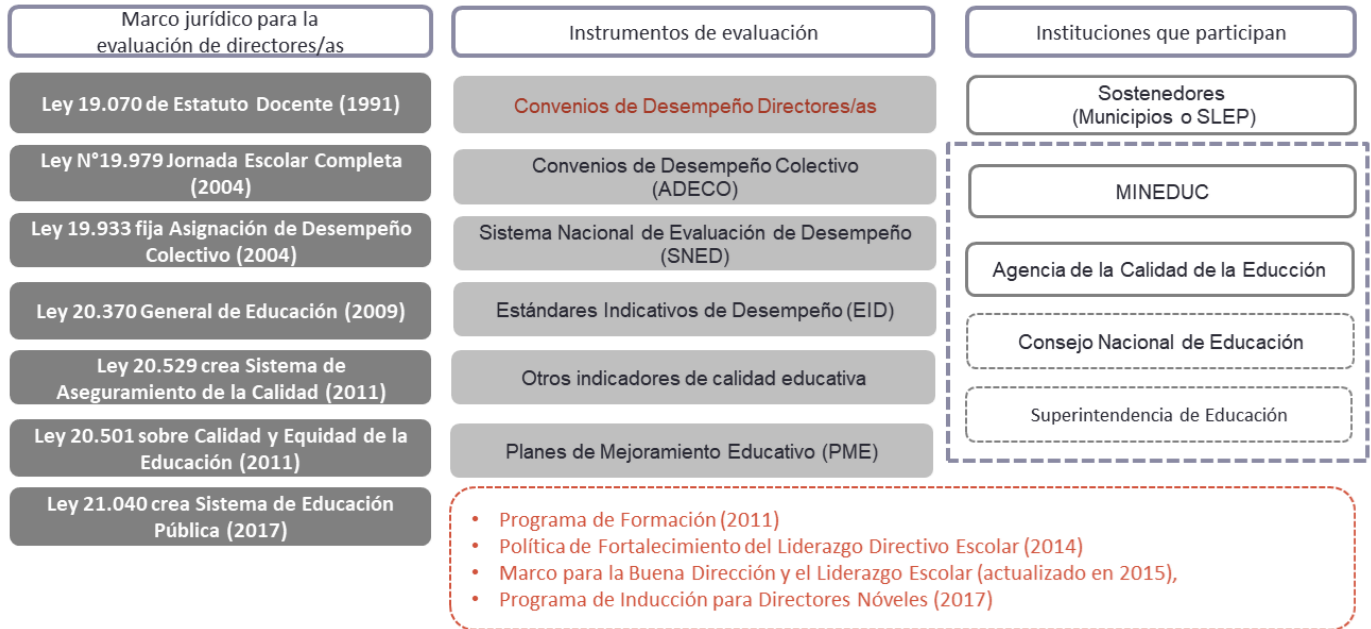 Marco jurídico para la
evaluación de directores/as
Ley 19.070 de Estatuto Docente (1991)
Ley N°19.979 Jornada Escolar Completa
(2004)
Ley 19.933 fija Asignación de Desempeño
Colectivo (2004)
Ley 20.370 General de Educación (2009)
Ley 20.529 crea Sistema de
Aseguramiento de la Calidad (2011)
Ley 20.501 sobre Calidad y Equidad de la
Educación (2011)
Ley 21.040 crea Sistema de Educación
Pública (2017)
Instrumentos de evaluación
Convenios de Desempeño Directores/as
Convenios de Desempeño Colectivo
(ADECO)
Sistema Nacional de Evaluación de Desempeño
(SNED)
Estándares Indicativos de Desempeño (EID)
Otros indicadores de calidad educativa
Planes de Mejoramiento Educativo (PME)
• Programa de Formación (2011)
• Política de Fortalecimiento del Liderazgo Directivo Escolar (2014)
• Marco para la Buena Dirección y el Liderazgo Escolar (actualizado en 2015),
• Programa de Inducción para Directores Nóveles (2017)
Instituciones que participan
Sostenedores
(Municipios o SLEP)
MINEDUC
Agencia de la Calidad de la Educción
Consejo Nacional de Educación
Superintendencia de Educación